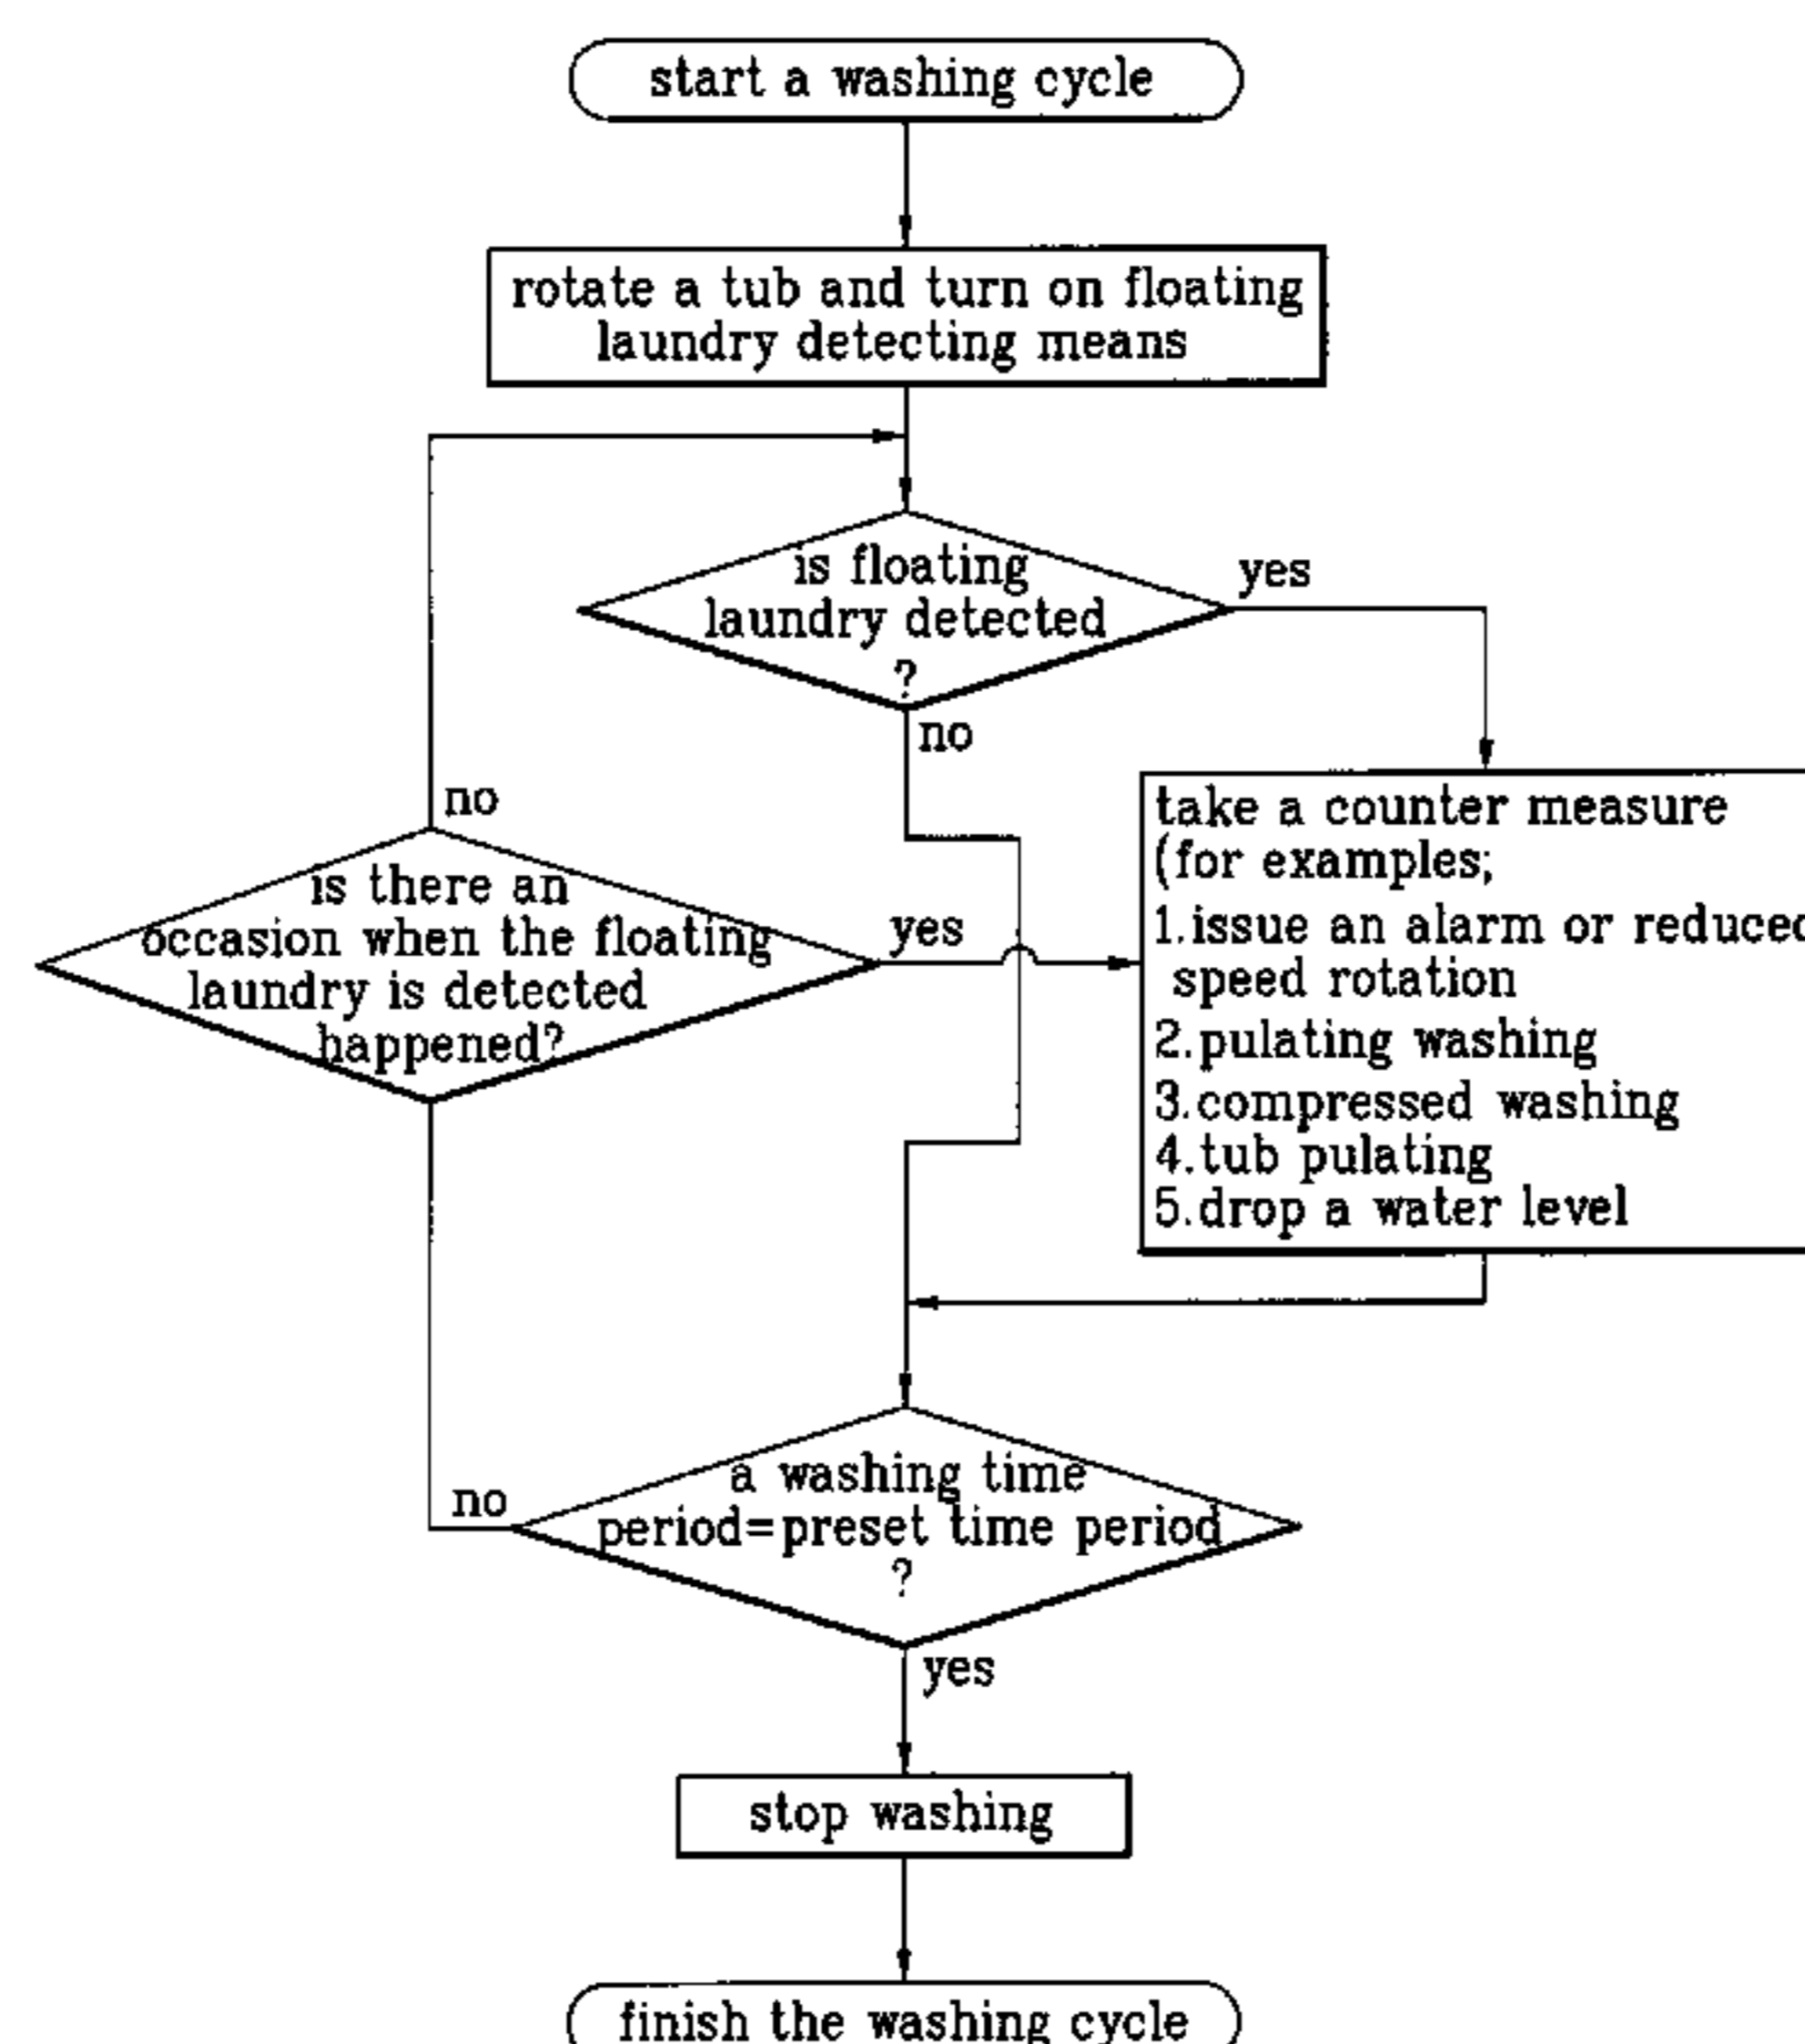 start a washing cycle
rotate a tub and turn on floating
laundry detecting means
is floating
laundry detected
?
yes
no
no
is there an
occasion when the floating
laundry is detected
happened?
yes
take a counter measure
(for examples;
1.issue an alarm or reduced
speed rotation
2.pulating washing
3.compressed washing
4.tub pulating
5.drop a water level
a washing time
period=preset time period
?
no
yes
stop washing
finish the washing cycle